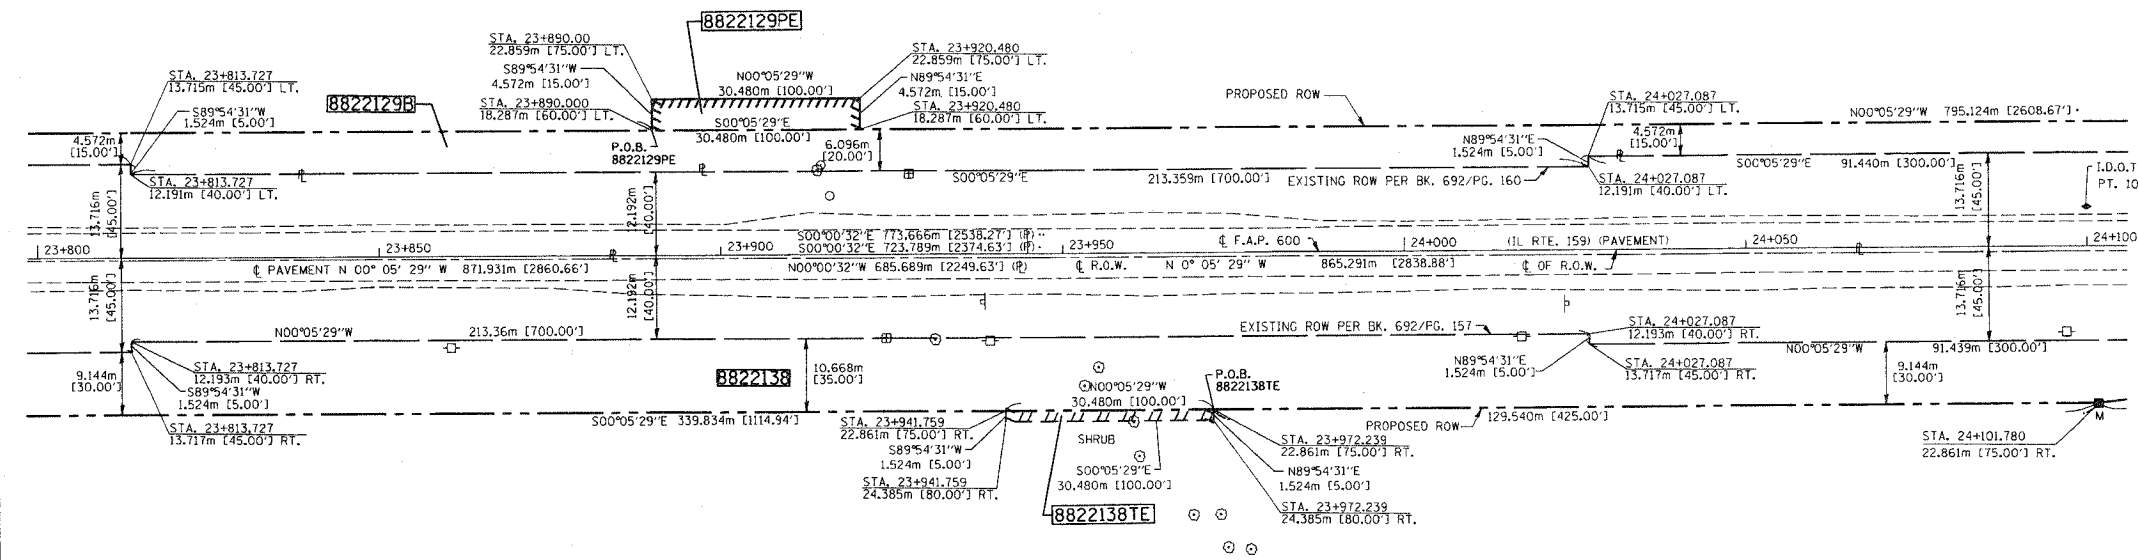 8822129PE
STA. 23+890.00
22.859m [75.00'] LT.
S89°54'31"W
4.572m [15.00']
STA. 23+890.000
18.287m [60.00'] LT.
N00°05'29"W
30.480m [100.00']
S00°05'29"E
30.480m [100.00']
STA. 23+920.480
22.859m [75.00'] LT.
N89°54'31"E
4.572m [15.00']
STA. 23+920.480
18.287m [60.00'] LT.
STA. 23+813.727
13.715m [45.00'] LT.
S89°54'31"W
1.524m [5.00']
8822129B
PROPOSED ROW
STA. 24+027.087
13.715m [45.00'] LT.
N00°05'29"W 795.124m [2608.67']
4.572m
[15.00']
P.O.B.
8822129PE
6.096m
[20.00']
N89°54'31"E
1.524m [5.00']
4.572m
[15.00']
S00°05'29"E 91.440m [300.00']
STA. 23+813.727
12.191m [40.00'] LT.
S00°05'29"E 213.359m [700.00']
EXISTING ROW PER BK. 692/PG. 160
STA. 24+027.087
12.191m [40.00'] LT.
I.D.O.T
PT. 10
13.716m
[45.00']
12.192m
[40.00']
13.716m
[45.00']
S00°00'32"E 773.666m [2538.27'] (PL)
S00°00'32"E 723.789m [2374.63'] (PL)
23+800
23+850
23+900
23+950
℄ F.A.P. 600
24+000
(IL RTE. 159) (PAVEMENT)
24+050
24+100
℄ PAVEMENT N 00° 05' 29" W 871.931m [2860.66']
N00°00'32"W 685.689m [2249.63'] (PL)
℄ R.O.W. N 0° 05' 29" W 865.291m [2838.88']
℄ OF R.O.W.
13.716m
[45.00']
12.192m
[40.00']
13.716m
[45.00']
N00°05'29"W 213.36m [700.00']
EXISTING ROW PER BK. 692/PG. 157
STA. 24+027.087
12.193m [40.00'] RT.
N00°05'29"W 91.439m [300.00']
STA. 23+813.727
12.193m [40.00'] RT.
9.144m
[30.00']
S89°54'31"W
1.524m [5.00']
STA. 23+813.727
13.717m [45.00'] RT.
8822138
10.668m
[35.00']
N89°54'31"E
1.524m [5.00']
STA. 24+027.087
13.717m [45.00'] RT.
9.144m
[30.00']
N00°05'29"W
30.480m [100.00']
P.O.B.
8822138TE
S00°05'29"E 339.834m [1114.94']
STA. 23+941.759
22.861m [75.00'] RT.
S89°54'31"W
1.524m [5.00']
STA. 23+941.759
24.385m [80.00'] RT.
SHRUB
S00°05'29"E
30.480m [100.00']
8822138TE
PROPOSED ROW
129.540m [425.00']
STA. 23+972.239
22.861m [75.00'] RT.
N89°54'31"E
1.524m [5.00']
STA. 23+972.239
24.385m [80.00'] RT.
M
STA. 24+101.780
22.861m [75.00'] RT.